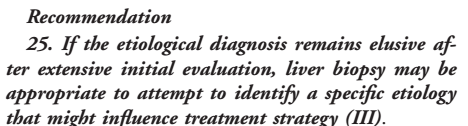 Recommendation
25. If the etiological diagnosis remains elusive af-
ter extensive initial evaluation, liver biopsy may be
appropriate to attempt to identify a specific etiology
that might influence treatment strategy (III).